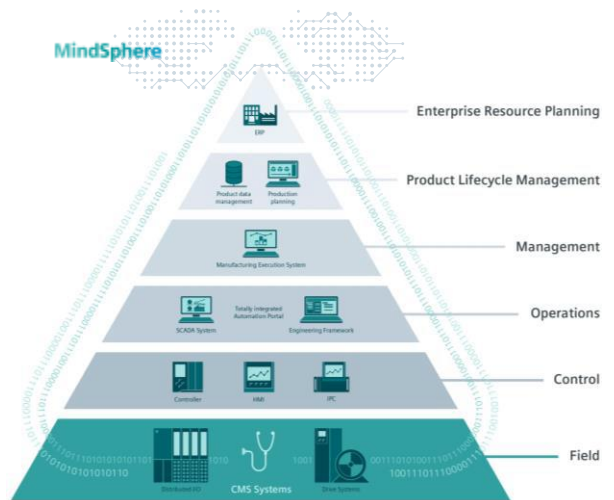 MindSphere
ERP
Enterprise Resource Planning
Product data
management
Production
planning
Product Lifecycle Management
Manufacturing Execution System
Management
SCADA System
Totally Integrated
Automation Portal
Engineering Framework
Operations
Controller
HMI
IPC
Control
Distributed I/O
CMS Systems
Drive Systems
Field